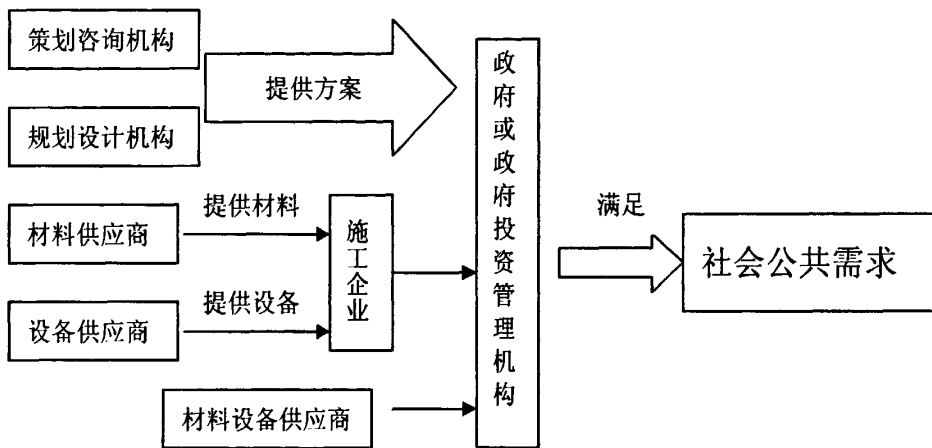 策划咨询机构
提供方案
规划设计机构
材料供应商
提供材料
设备供应商
提供设备
施工企业
材料设备供应商
政府或政府投资管理机构
满足
社会公共需求